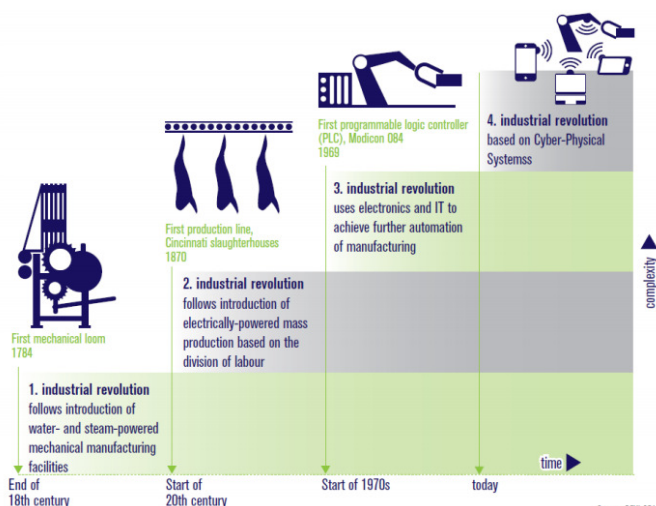 First mechanical loom
1784
First production line,
Cincinnati slaughterhouses
1870
First programmable logic controller
(PLC), Modicon 084
1969
4. industrial revolution
based on Cyber-Physical
Systemss
3. industrial revolution
uses electronics and IT to
achieve further automation
of manufacturing
2. industrial revolution
follows introduction of
electrically-powered mass
production based on the
division of labour
1. industrial revolution
follows introduction of
water- and steam-powered
mechanical manufacturing
facilities
complexity
time
End of
18th century
Start of
20th century
Start of 1970s
today